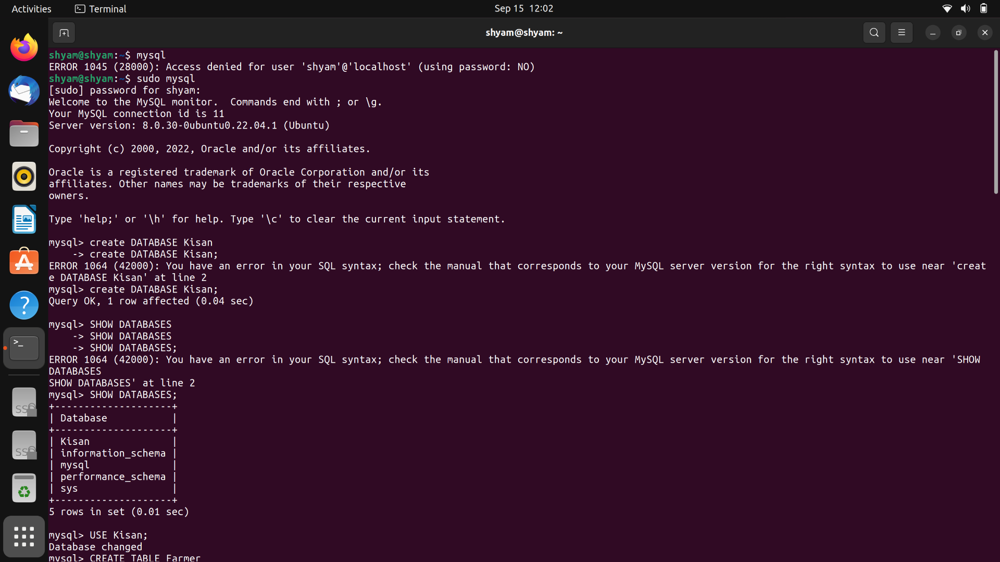 Activities Terminal Sep 15 12:02
shyam@shyam: ~
shyam@shyam:~$ mysql
ERROR 1045 (28000): Access denied for user 'shyam'@'localhost' (using password: NO)
shyam@shyam:~$ sudo mysql
[sudo] password for shyam:
Welcome to the MySQL monitor.  Commands end with ; or \g.
Your MySQL connection id is 11
Server version: 8.0.30-0ubuntu0.22.04.1 (Ubuntu)
Copyright (c) 2000, 2022, Oracle and/or its affiliates.
Oracle is a registered trademark of Oracle Corporation and/or its
affiliates. Other names may be trademarks of their respective
owners.
Type 'help;' or '\h' for help. Type '\c' to clear the current input statement.
mysql> create DATABASE Kisan
    -> create DATABASE Kisan;
ERROR 1064 (42000): You have an error in your SQL syntax; check the manual that corresponds to your MySQL server version for the right syntax to use near 'creat
e DATABASE Kisan' at line 2
mysql> create DATABASE Kisan;
Query OK, 1 row affected (0.04 sec)
mysql> SHOW DATABASES
    -> SHOW DATABASES
    -> SHOW DATABASES;
ERROR 1064 (42000): You have an error in your SQL syntax; check the manual that corresponds to your MySQL server version for the right syntax to use near 'SHOW
DATABASES
SHOW DATABASES' at line 2
mysql> SHOW DATABASES;
+--------------------+
| Database           |
+--------------------+
| Kisan              |
| information_schema |
| mysql              |
| performance_schema |
| sys                |
+--------------------+
5 rows in set (0.01 sec)
mysql> USE Kisan;
Database changed
mysql> CREATE TABLE Farmer